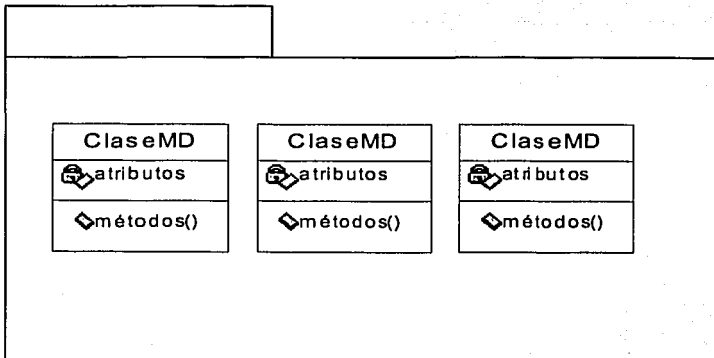 ClaseMD ClaseMD ClaseMD
atributos atributos atributos
métodos() métodos() métodos()